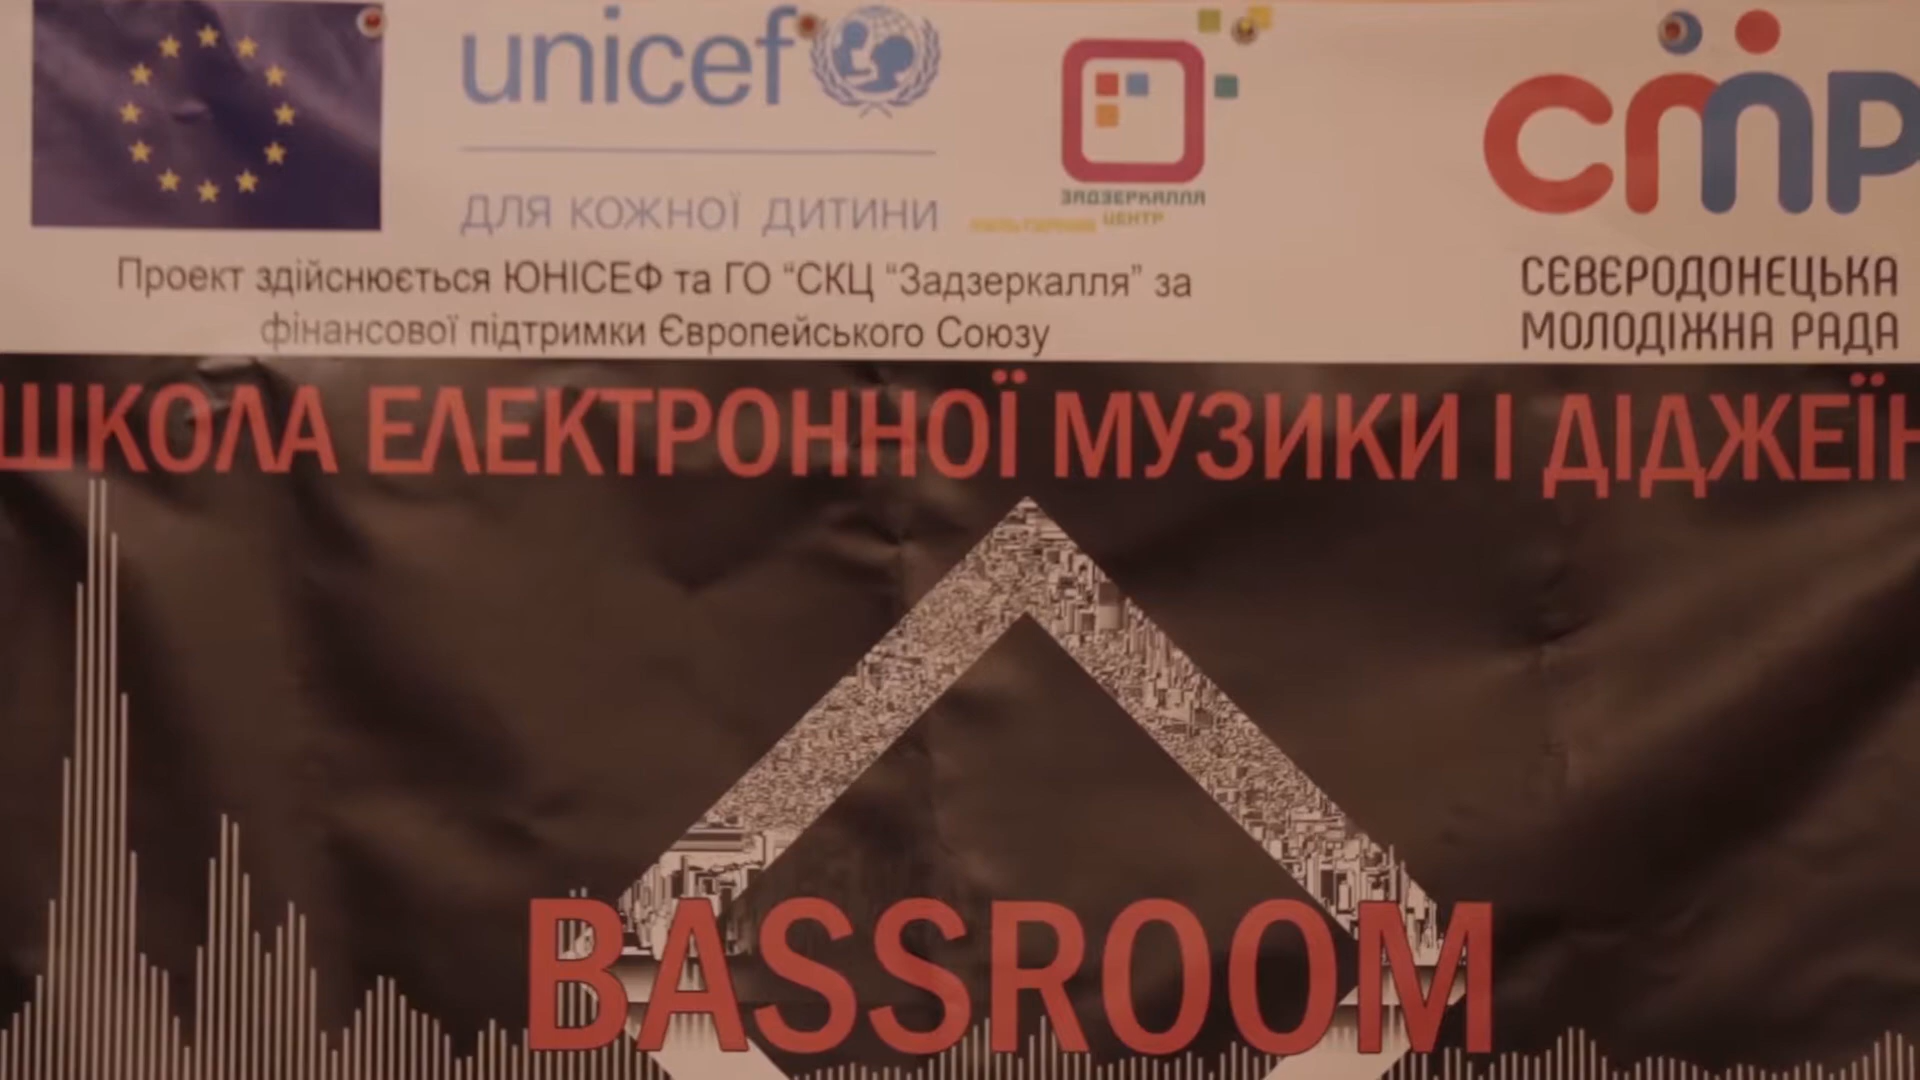 unicef
для кожної дитини
ЗАДЗЕРКАЛЛЯ
ЦЕНТР
смр
СЄВЄРОДОНЕЦЬКА
МОЛОДІЖНА РАДА
Проект здійснюється ЮНІСЕФ та ГО “СКЦ “Задзеркалля” за
фінансової підтримки Європейського Союзу
ШКОЛА ЕЛЕКТРОННОЇ МУЗИКИ І ДІДЖЕЇН
BASSROOM